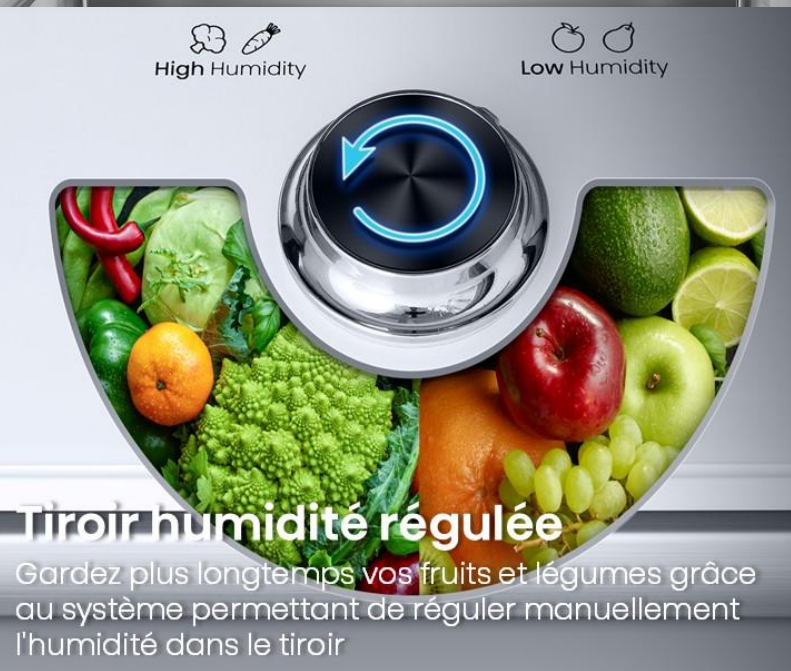 High Humidity
Low Humidity
Tiroir humidité régulée
Gardez plus longtemps vos fruits et légumes grâce
au système permettant de réguler manuellement
l'humidité dans le tiroir